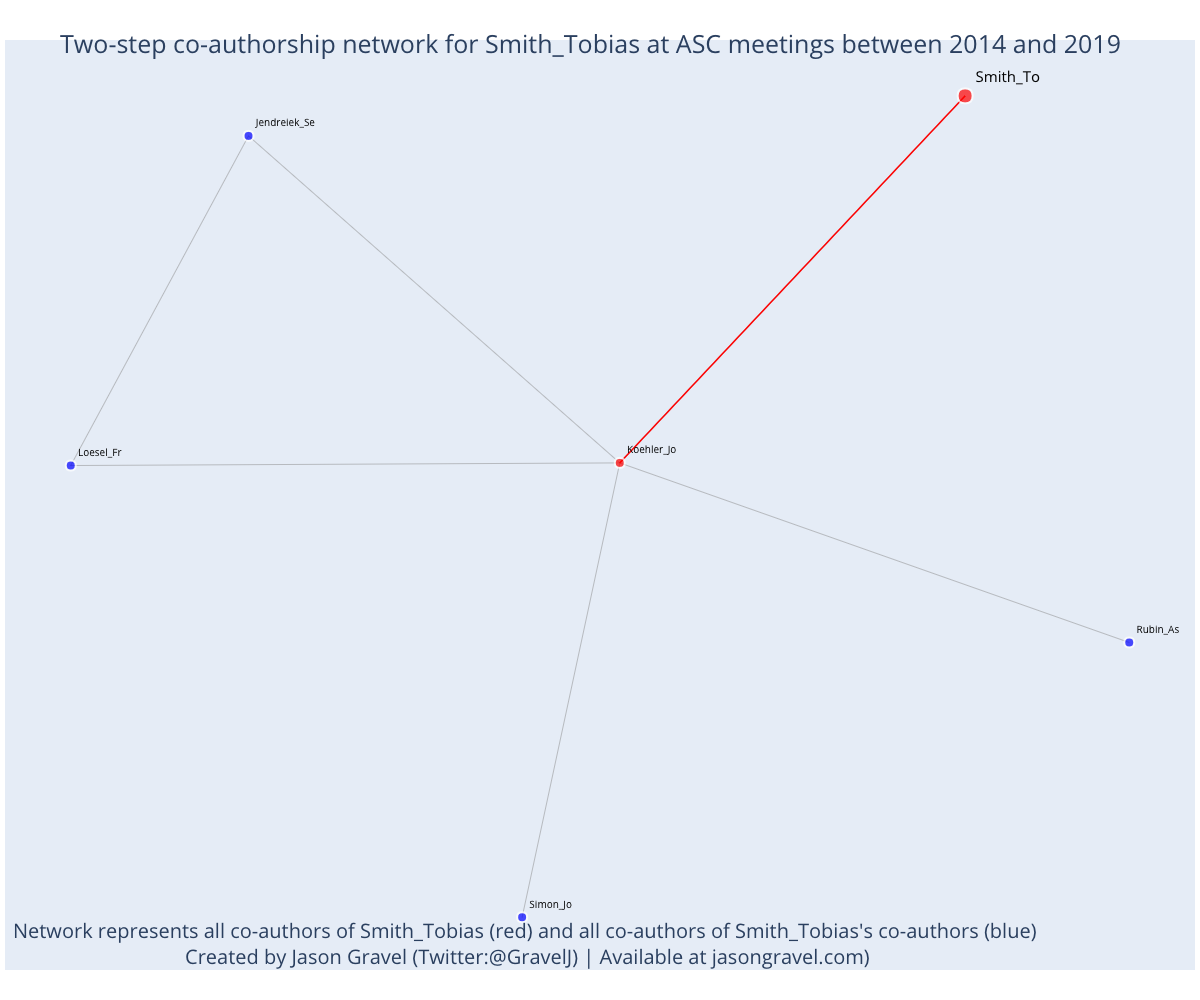 Two-step co-authorship network for Smith_Tobias at ASC meetings between 2014 and 2019
Smith_To
Jendreiek_Se
Koehler_Jo
Loesel_Fr
Rubin_As
Simon_Jo
Network represents all co-authors of Smith_Tobias (red) and all co-authors of Smith_Tobias's co-authors (blue)
Created by Jason Gravel (Twitter:@GravelJ) | Available at jasongravel.com)